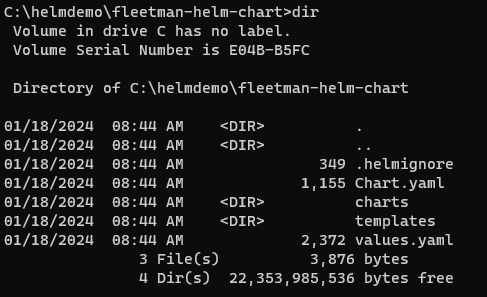 C:\helmdemo\fleetman-helm-chart>dir
 Volume in drive C has no label.
 Volume Serial Number is E04B-B5FC

 Directory of C:\helmdemo\fleetman-helm-chart

01/18/2024  08:44 AM    <DIR>          .
01/18/2024  08:44 AM    <DIR>          ..
01/18/2024  08:44 AM               349 .helmignore
01/18/2024  08:44 AM             1,155 Chart.yaml
01/18/2024  08:44 AM    <DIR>          charts
01/18/2024  08:44 AM    <DIR>          templates
01/18/2024  08:44 AM             2,372 values.yaml
               3 File(s)          3,876 bytes
               4 Dir(s)  22,353,985,536 bytes free